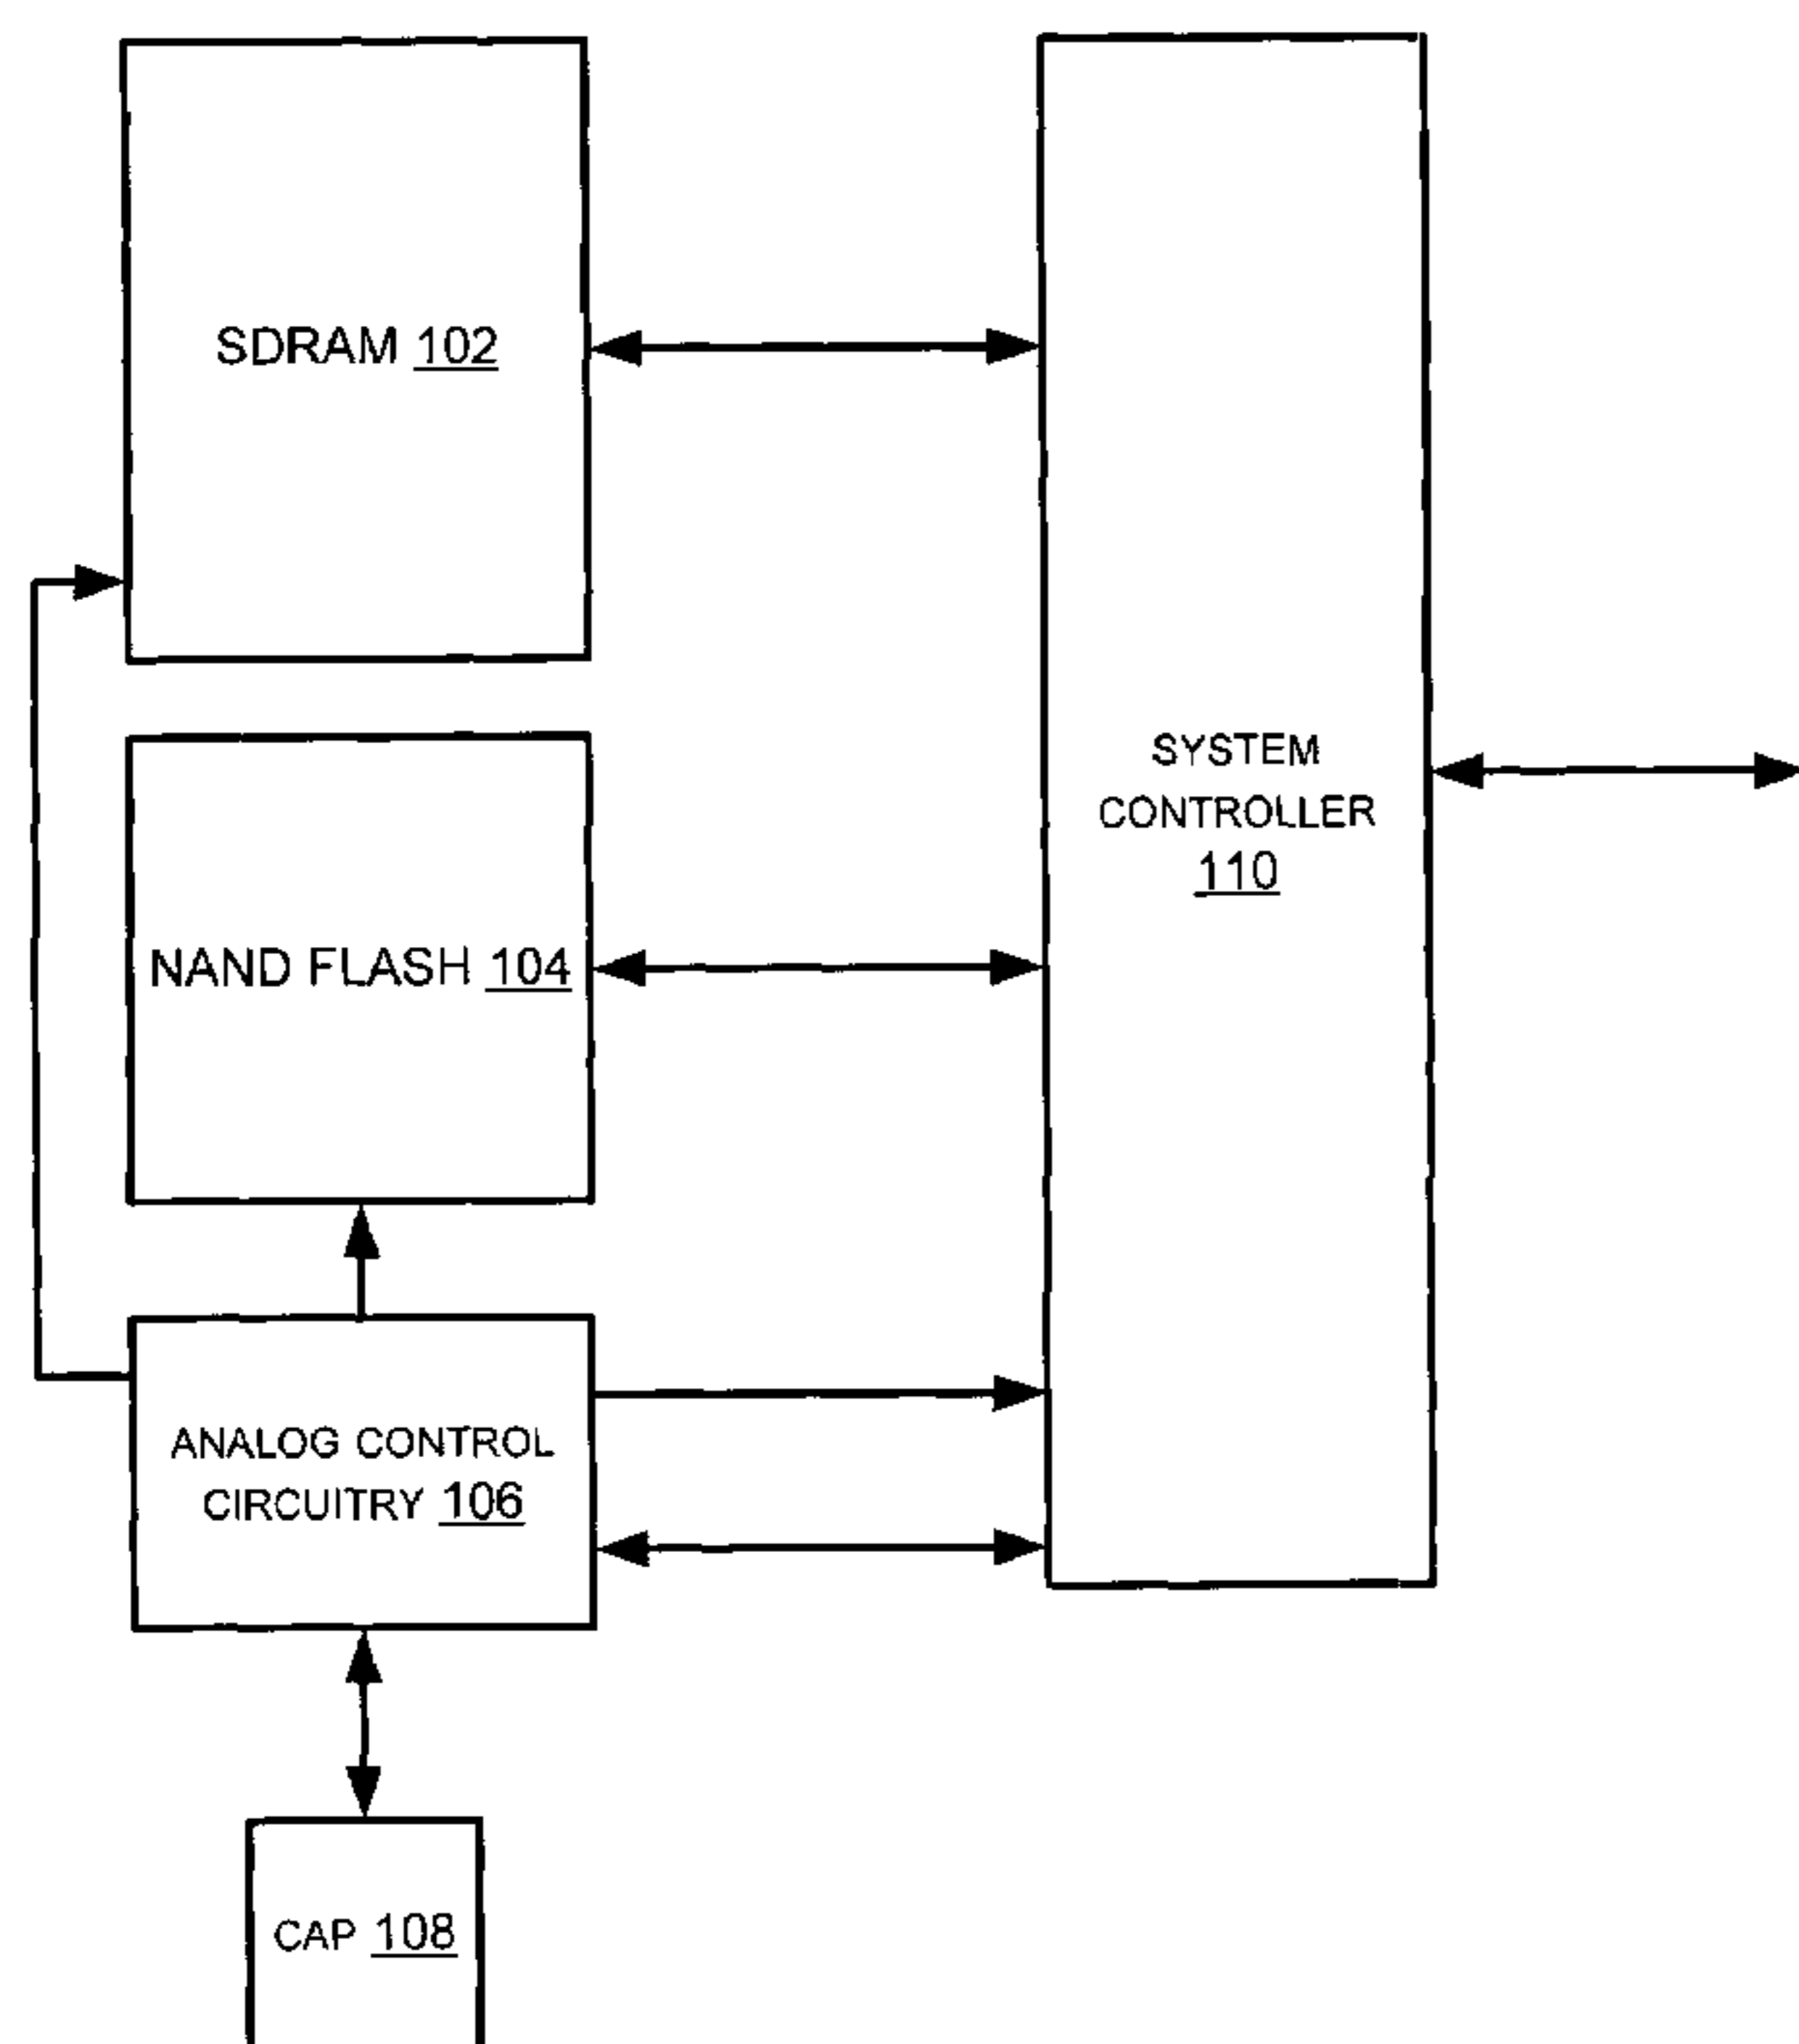 SDRAM 102
SYSTEM
CONTROLLER
110
NAND FLASH 104
ANALOG CONTROL
CIRCUITRY 106
CAP 108